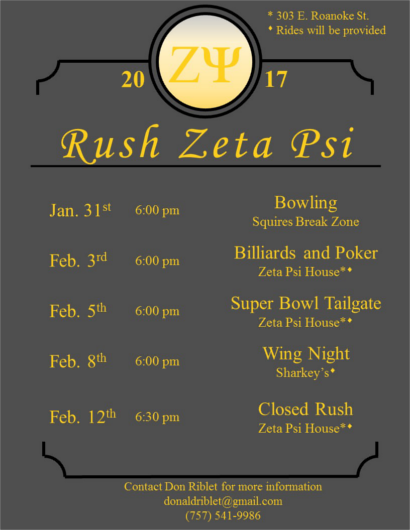 * 303 E. Roanoke St.
♦ Rides will be provided
ΖΨ
20 17
Rush Zeta Psi
Jan. 31st 6:00 pm Bowling
Squires Break Zone
Feb. 3rd 6:00 pm Billiards and Poker
Zeta Psi House*♦
Feb. 5th 6:00 pm Super Bowl Tailgate
Zeta Psi House*♦
Feb. 8th 6:00 pm Wing Night
Sharkey's♦
Feb. 12th 6:30 pm Closed Rush
Zeta Psi House*♦
Contact Don Riblet for more information
donaldriblet@gmail.com
(757) 541-9986